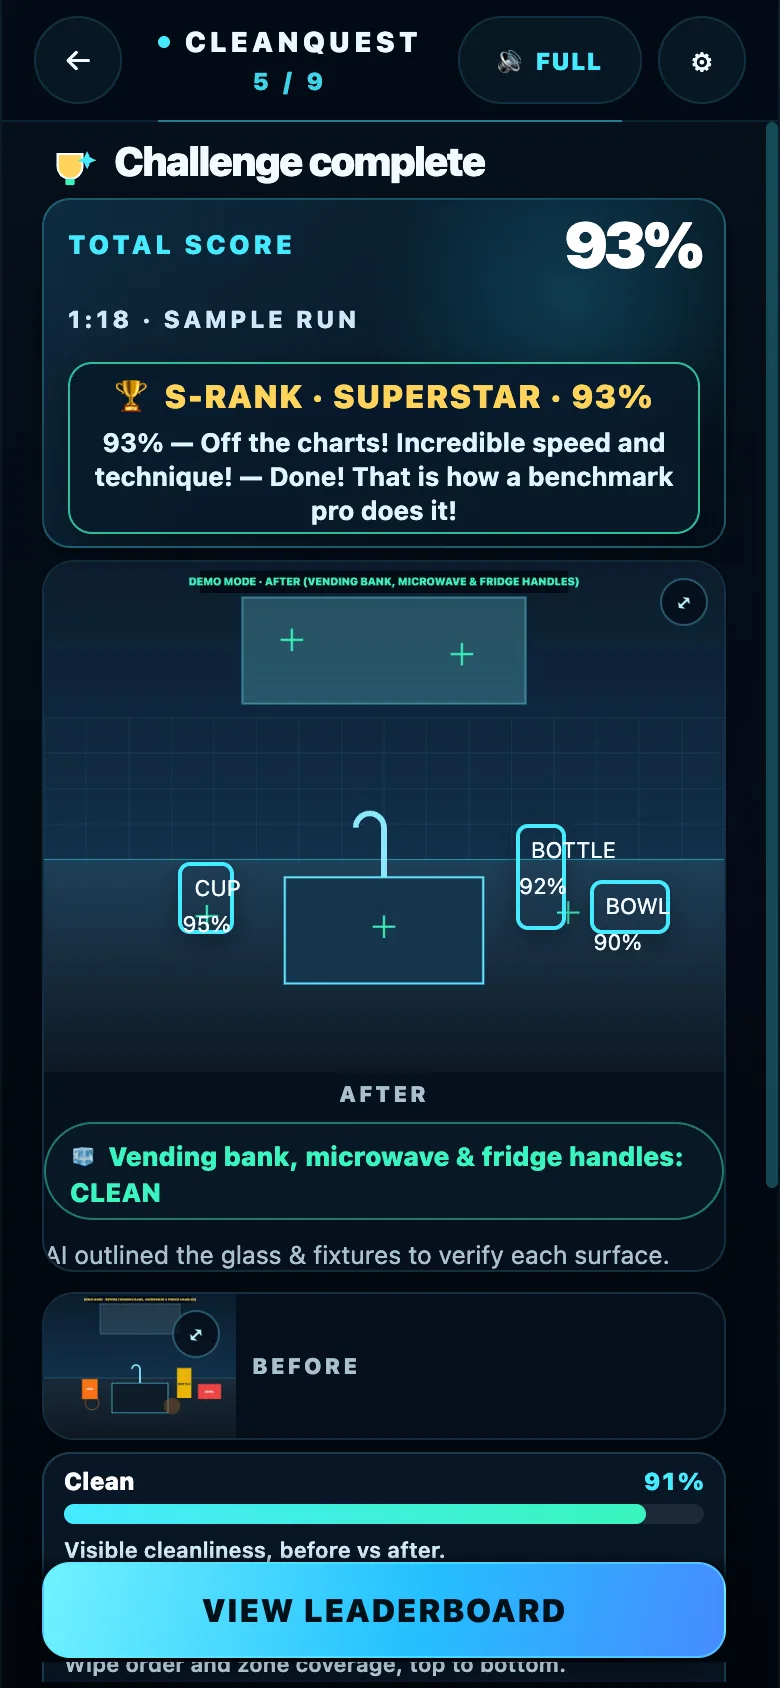 CLEANQUEST
5 / 9
FULL
Challenge complete
TOTAL SCORE
93%
1:18 · SAMPLE RUN
S-RANK · SUPERSTAR · 93%
93% — Off the charts! Incredible speed and
technique! — Done! That is how a benchmark
pro does it!
DEMO MODE · AFTER (VENDING BANK, MICROWAVE & FRIDGE HANDLES)
BOTTLE
92%
CUP
95%
BOWL
90%
AFTER
Vending bank, microwave & fridge handles:
CLEAN
AI outlined the glass & fixtures to verify each surface.
BEFORE
Clean
91%
Visible cleanliness, before vs after.
VIEW LEADERBOARD
Wipe order and zone coverage, top to bottom.